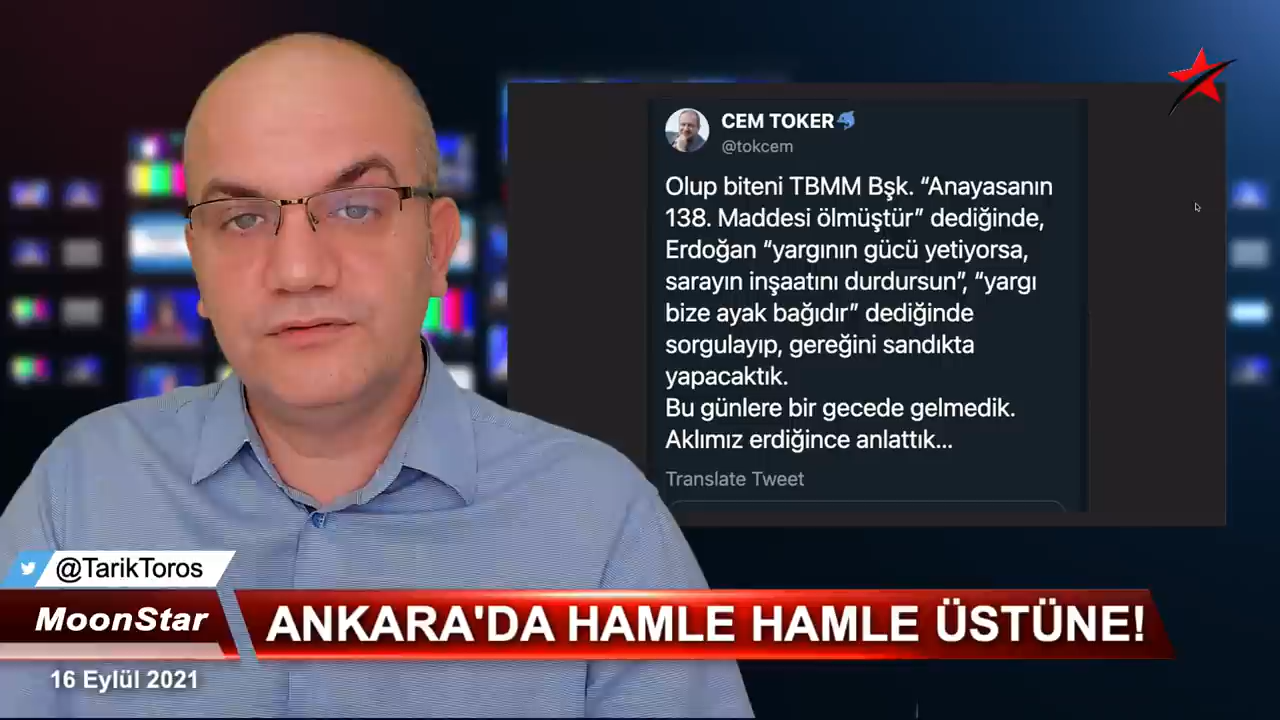 CEM TOKER
@tokcem
Olup biteni TBMM Bşk. “Anayasanın
138. Maddesi ölmüştür” dediğinde,
Erdoğan “yargının gücü yetiyorsa,
sarayın inşaatını durdursun”, “yargı
bize ayak bağıdır” dediğinde
sorgulayıp, gereğini sandıkta
yapacaktık.
Bu günlere bir gecede gelmedik.
Aklımız erdiğince anlattık...
Translate Tweet
@TarikToros
MoonStar
ANKARA'DA HAMLE HAMLE ÜSTÜNE!
16 Eylül 2021